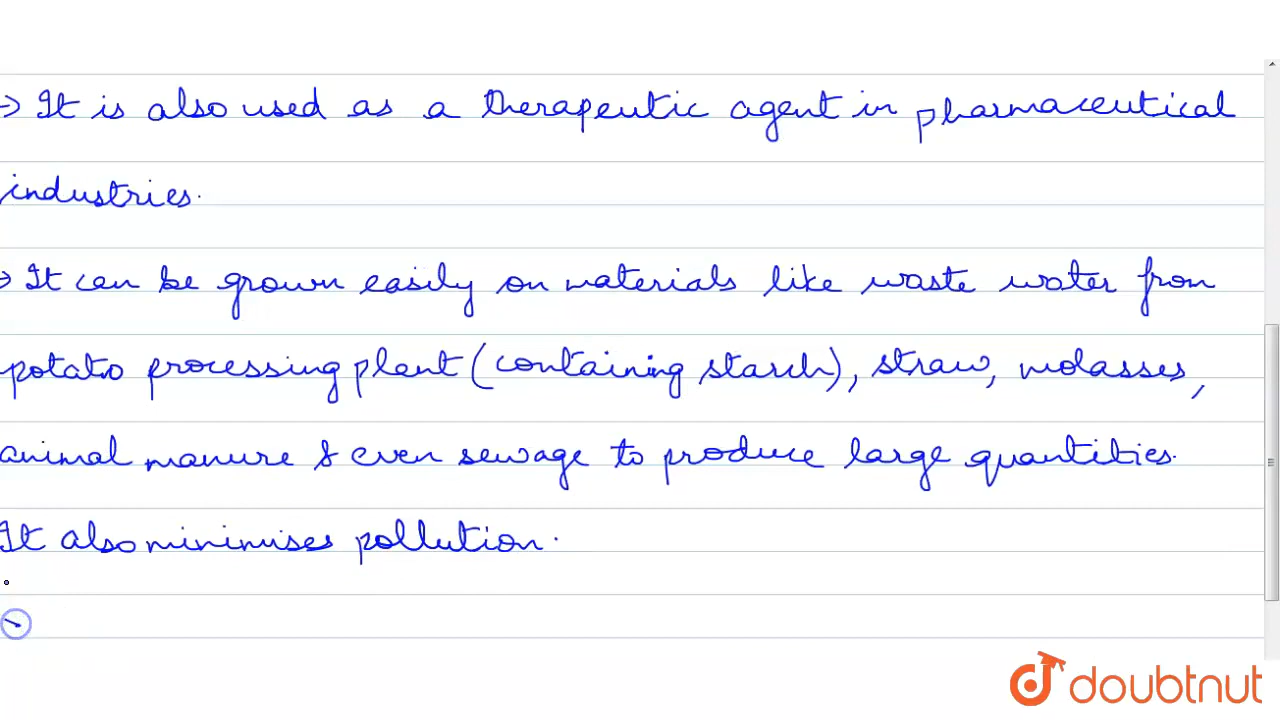 → It is also used as a therapeutic agent in pharmaceutical
industries.
→ It can be grown easily on materials like waste water from
potato processing plant (containing starch), straw, molasses,
animal manure & even sewage to produce large quantities.
It also minimises pollution.
doubtnut